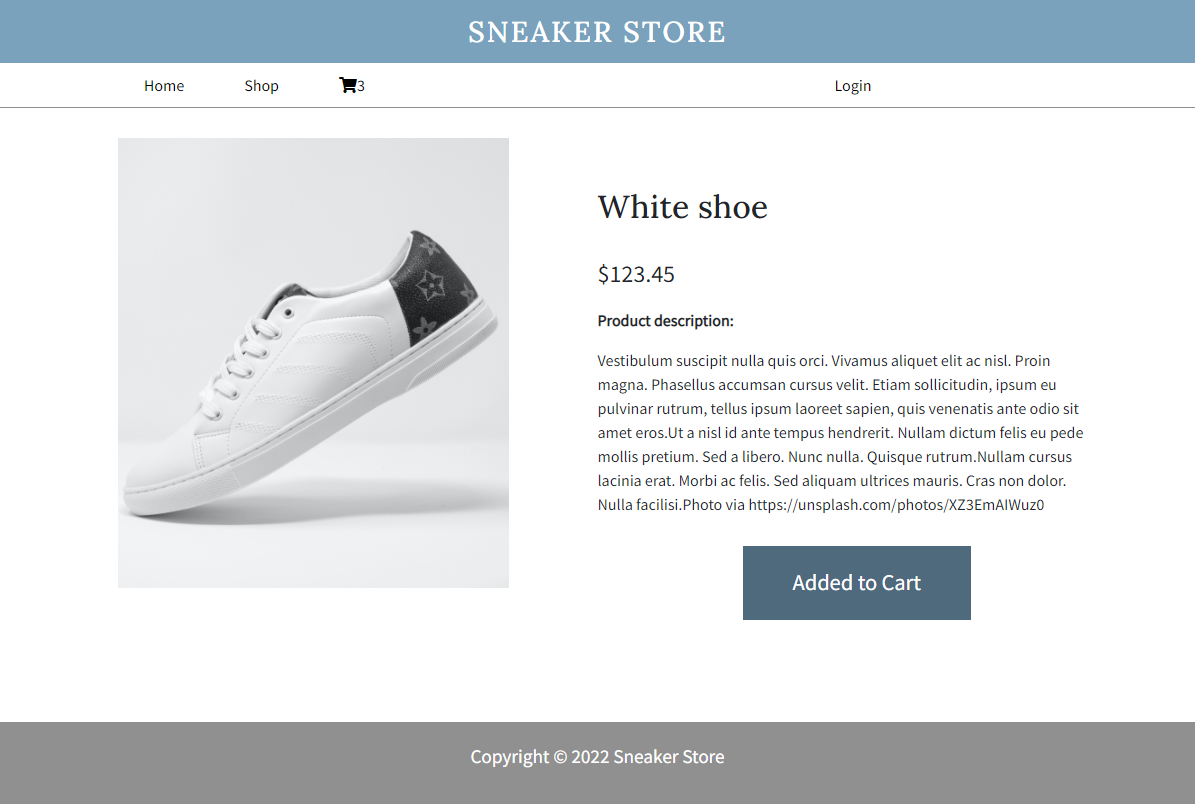 SNEAKER STORE
Home Shop 3 Login
White shoe
$123.45
Product description:
Vestibulum suscipit nulla quis orci. Vivamus aliquet elit ac nisl. Proin
magna. Phasellus accumsan cursus velit. Etiam sollicitudin, ipsum eu
pulvinar rutrum, tellus ipsum laoreet sapien, quis venenatis ante odio sit
amet eros.Ut a nisl id ante tempus hendrerit. Nullam dictum felis eu pede
mollis pretium. Sed a libero. Nunc nulla. Quisque rutrum.Nullam cursus
lacinia erat. Morbi ac felis. Sed aliquam ultrices mauris. Cras non dolor.
Nulla facilisi.Photo via https://unsplash.com/photos/XZ3EmAIWuz0
Added to Cart
Copyright © 2022 Sneaker Store